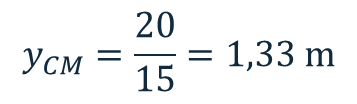 y_CM = 20/15 = 1,33 m